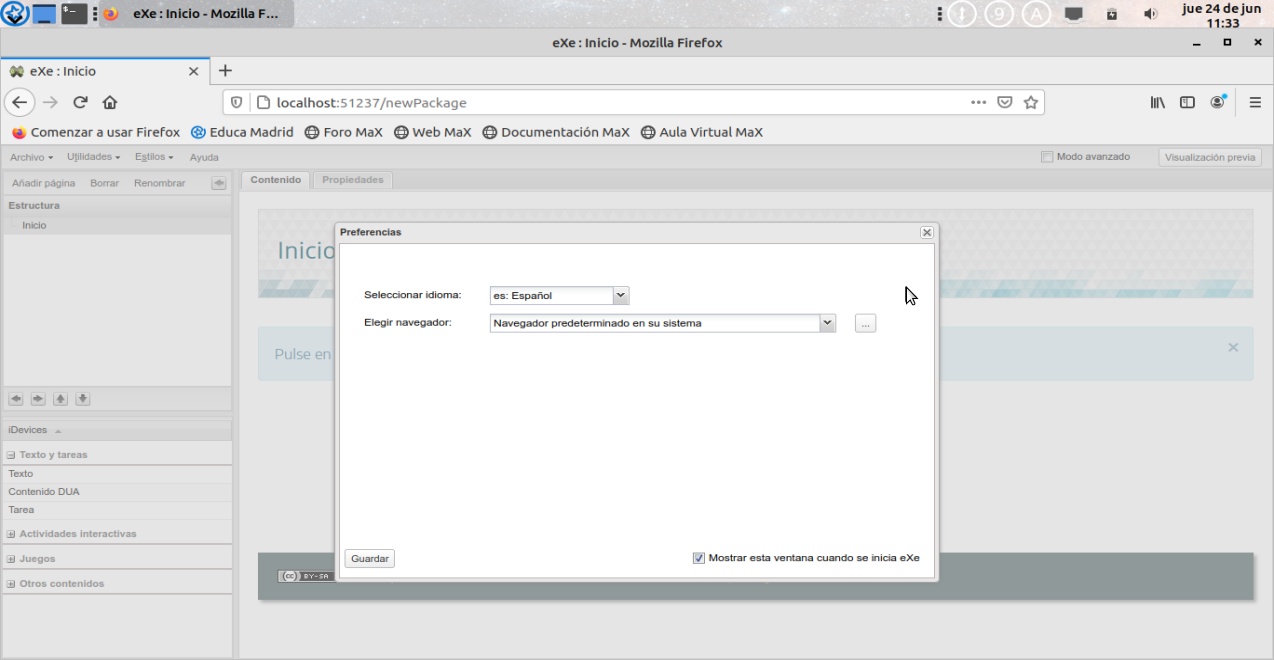 eXe : Inicio - Mozilla F...
9 A
jue 24 de jun
11:33
eXe : Inicio - Mozilla Firefox
eXe : Inicio
localhost:51237/newPackage
Comenzar a usar Firefox Educa Madrid Foro MaX Web MaX Documentación MaX Aula Virtual MaX
Archivo Utilidades Estilos Ayuda Modo avanzado Visualización previa
Añadir página Borrar Renombrar
Contenido Propiedades
Estructura
Inicio
Inicio
Pulse en
Preferencias
Seleccionar idioma: es: Español
Elegir navegador: Navegador predeterminado en su sistema ...
Guardar Mostrar esta ventana cuando se inicia eXe
iDevices
Texto y tareas
Texto
Contenido DUA
Tarea
Actividades interactivas
Juegos
Otros contenidos
(cc) BY-SA